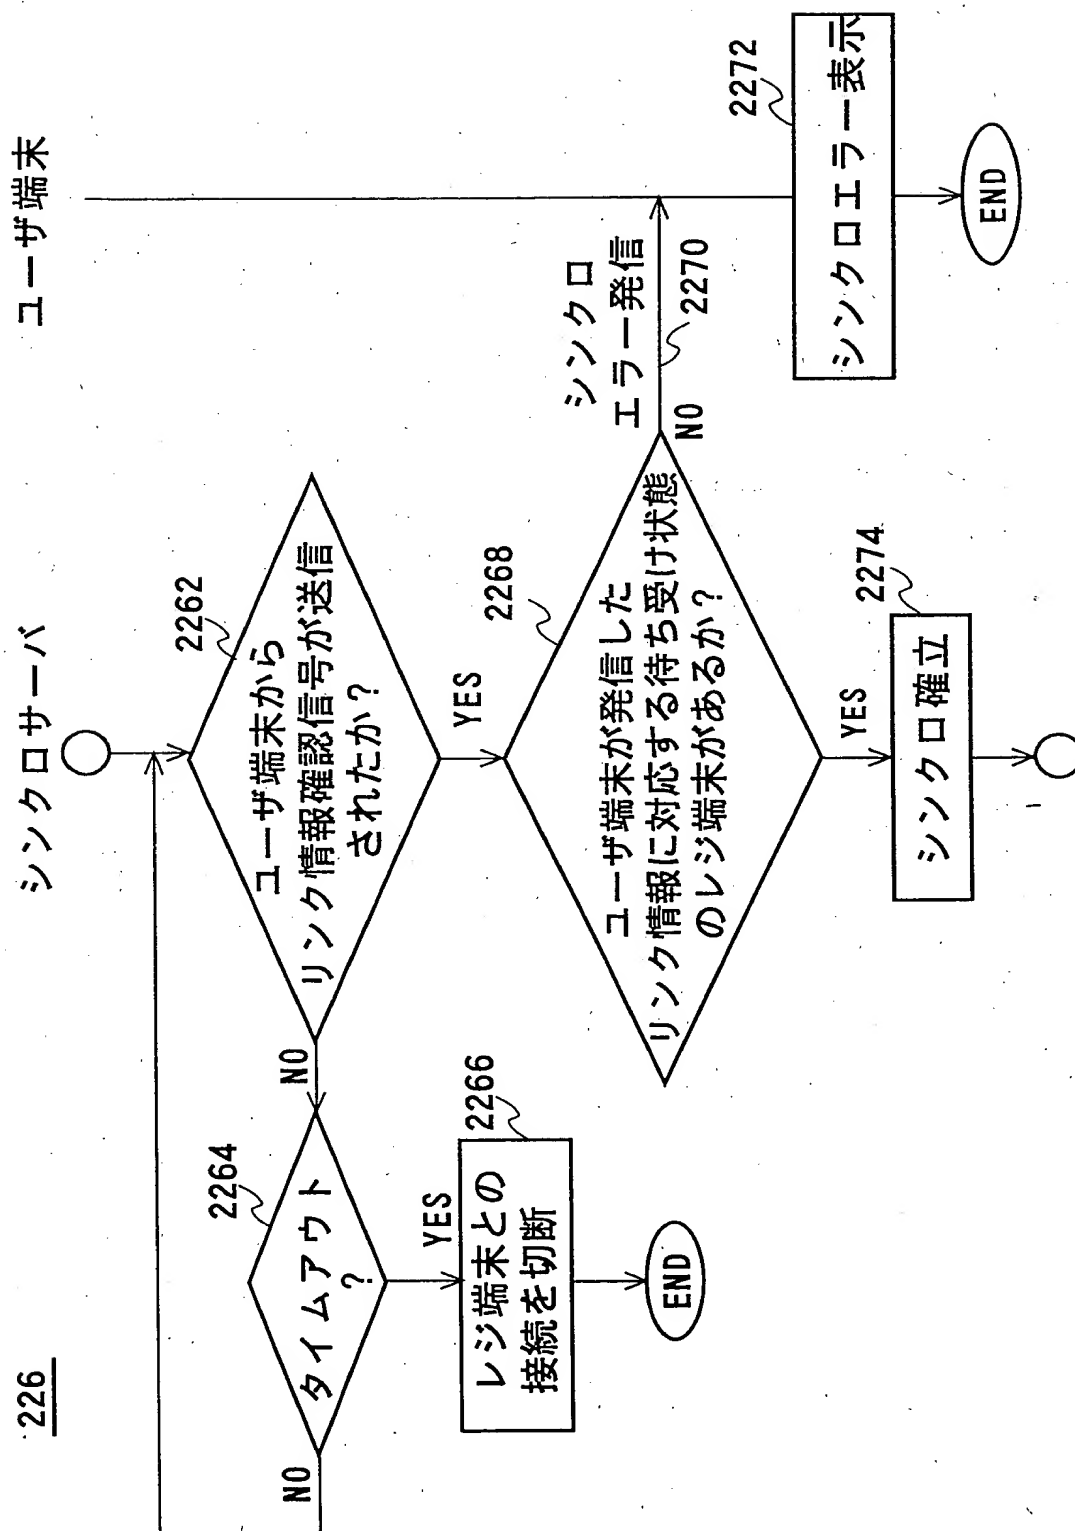 226
シンクロサーバ
ユーザ端末
2262
ユーザ端末から
リンク情報確認信号が送信
されたか？
NO
YES
2264
タイムアウト
？
NO
YES
2266
レジ端末との
接続を切断
END
2268
ユーザ端末が発信した
リンク情報に対応する待ち受け状態
のレジ端末があるか？
NO
YES
シンクロ
エラー発信
2270
2272
シンクロエラー表示
END
2274
シンクロ確立